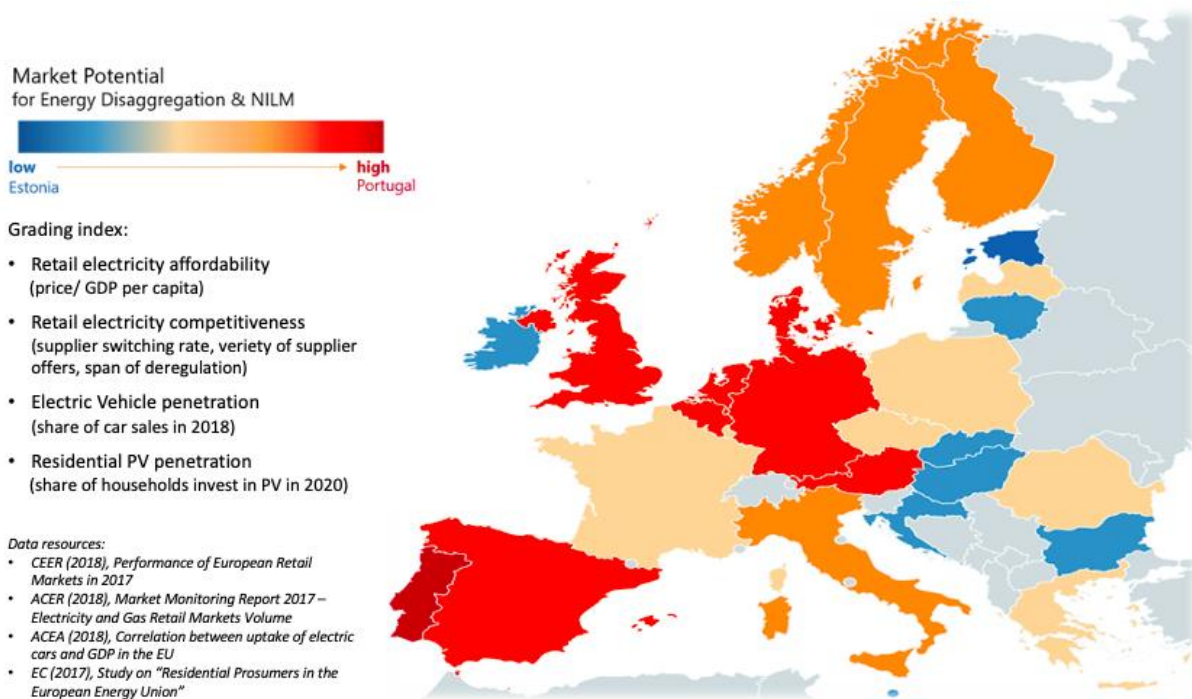 Market Potential
for Energy Disaggregation & NILM
low
high
Estonia
Portugal
Grading index:
• Retail electricity affordability
(price/ GDP per capita)
• Retail electricity competitiveness
(supplier switching rate, veriety of supplier
offers, span of deregulation)
• Electric Vehicle penetration
(share of car sales in 2018)
• Residential PV penetration
(share of households invest in PV in 2020)
Data resources:
• CEER (2018), Performance of European Retail
Markets in 2017
• ACER (2018), Market Monitoring Report 2017 –
Electricity and Gas Retail Markets Volume
• ACEA (2018), Correlation between uptake of electric
cars and GDP in the EU
• EC (2017), Study on "Residential Prosumers in the
European Energy Union"